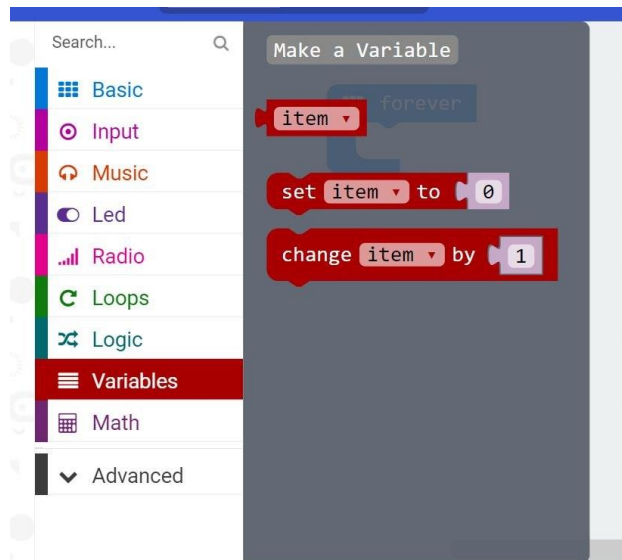 Search...
Basic
Input
Music
Led
Radio
Loops
Logic
Variables
Math
Advanced
Make a Variable
forever
item
set item to 0
change item by 1